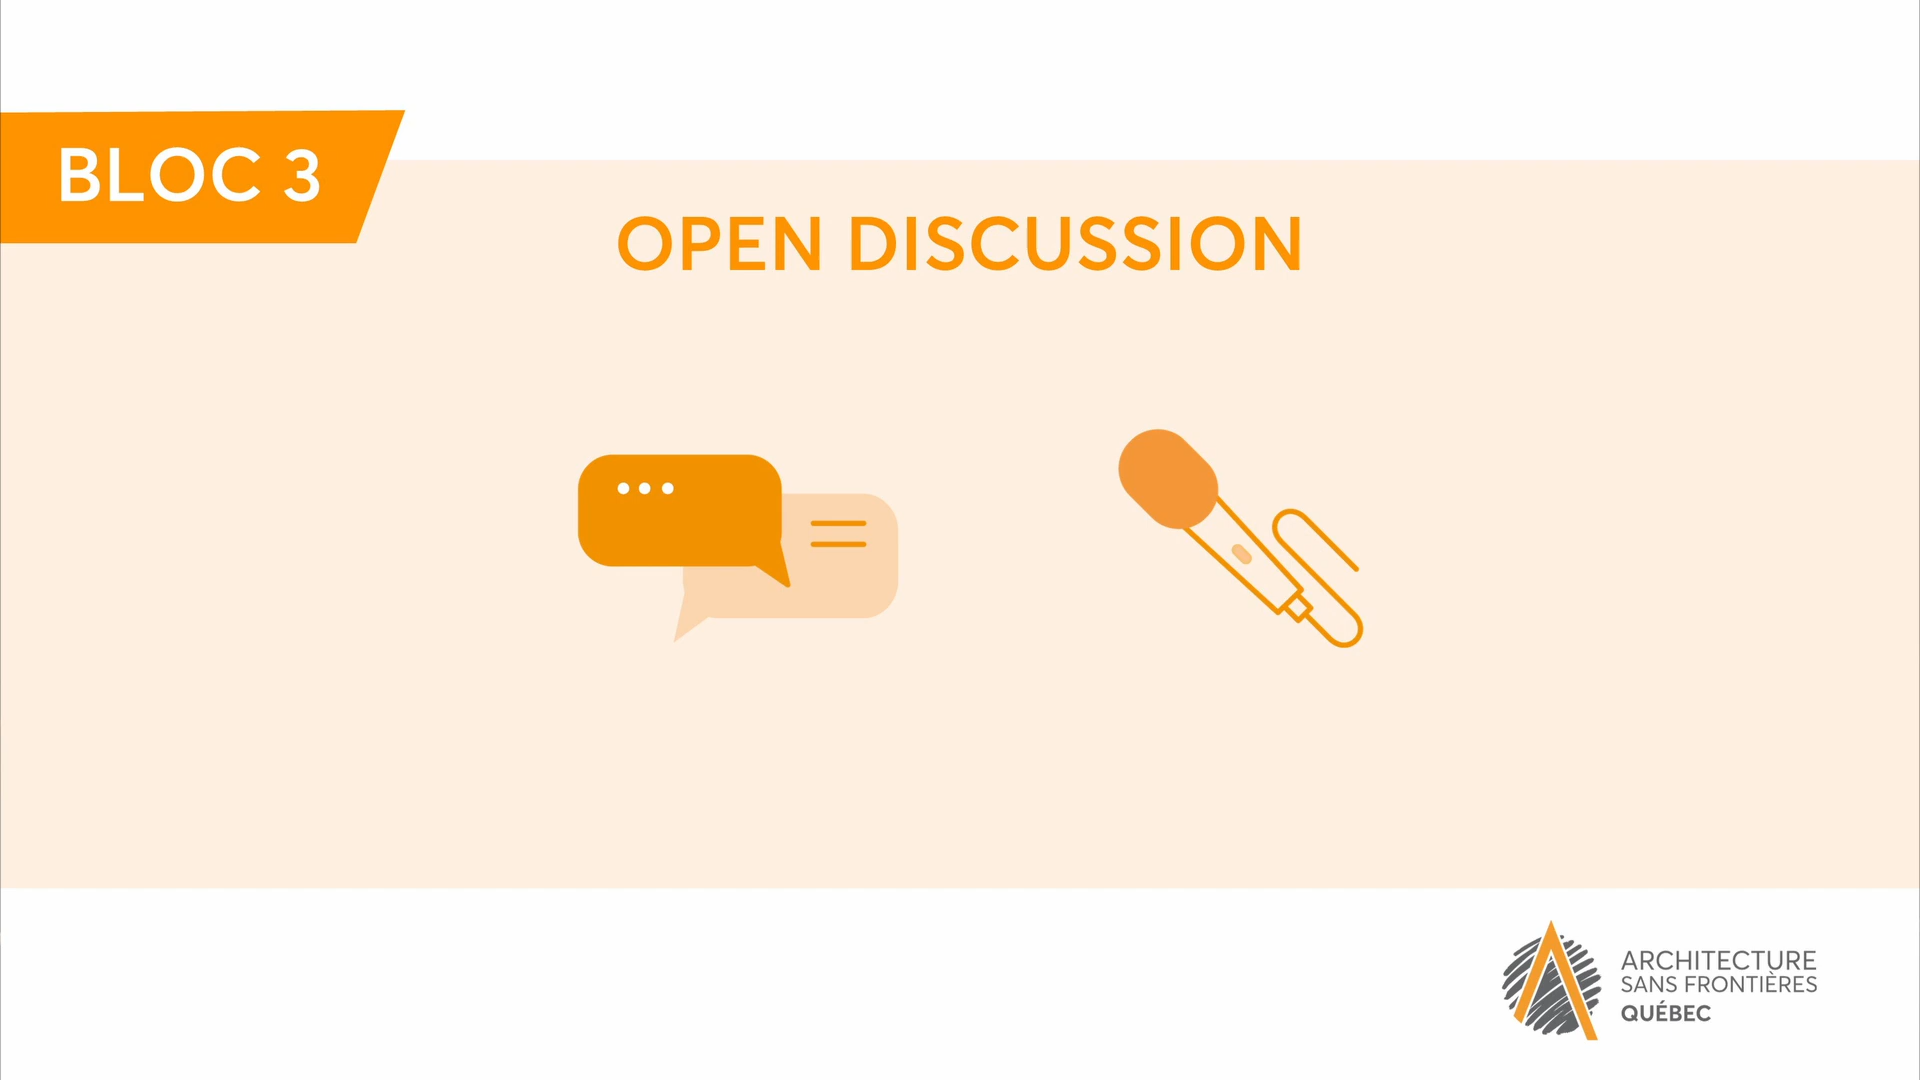 BLOC 3
OPEN DISCUSSION
ARCHITECTURE
SANS FRONTIÈRES
QUÉBEC